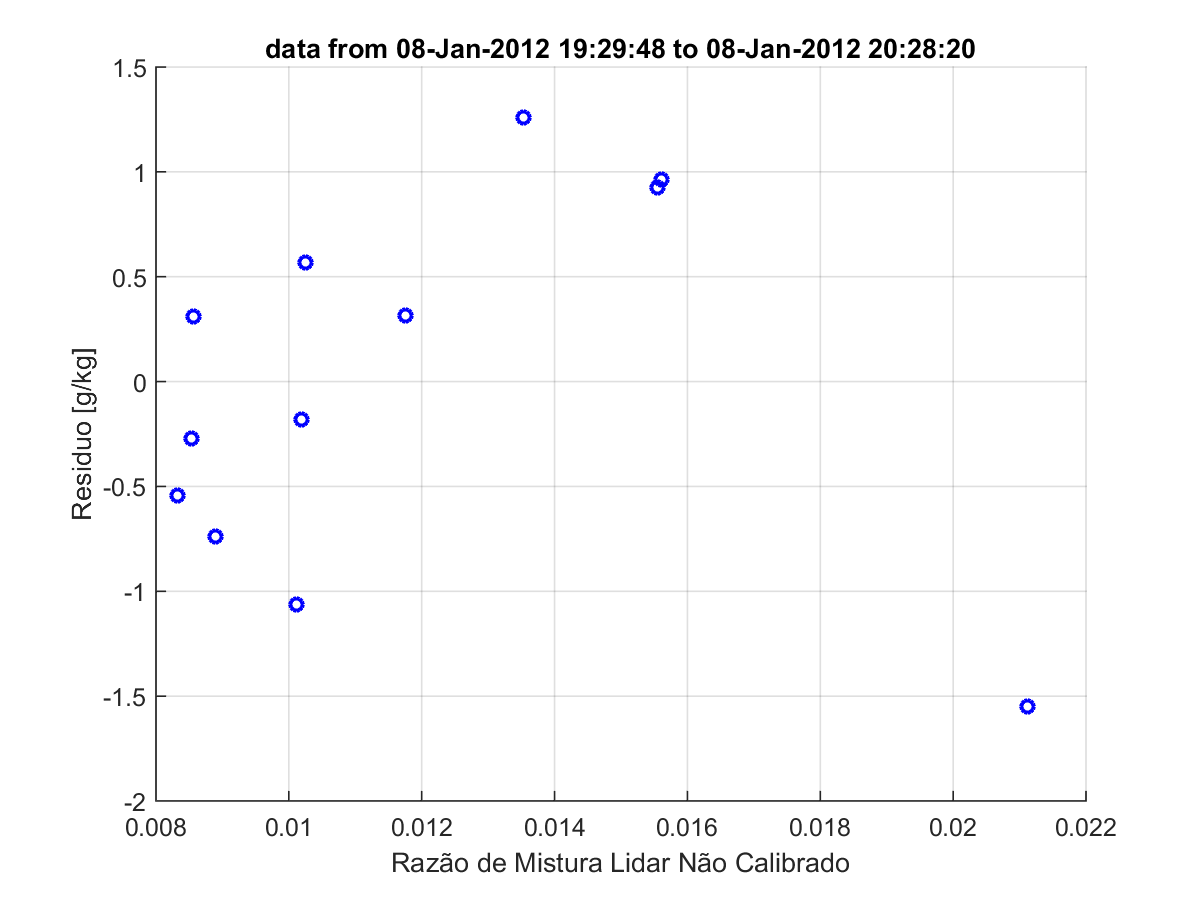 data from 08-Jan-2012 19:29:48 to 08-Jan-2012 20:28:20
1.5
1
0.5
0
-0.5
-1
-1.5
-2
Residuo [g/kg]
0.008 0.01 0.012 0.014 0.016 0.018 0.02 0.022
Razão de Mistura Lidar Não Calibrado